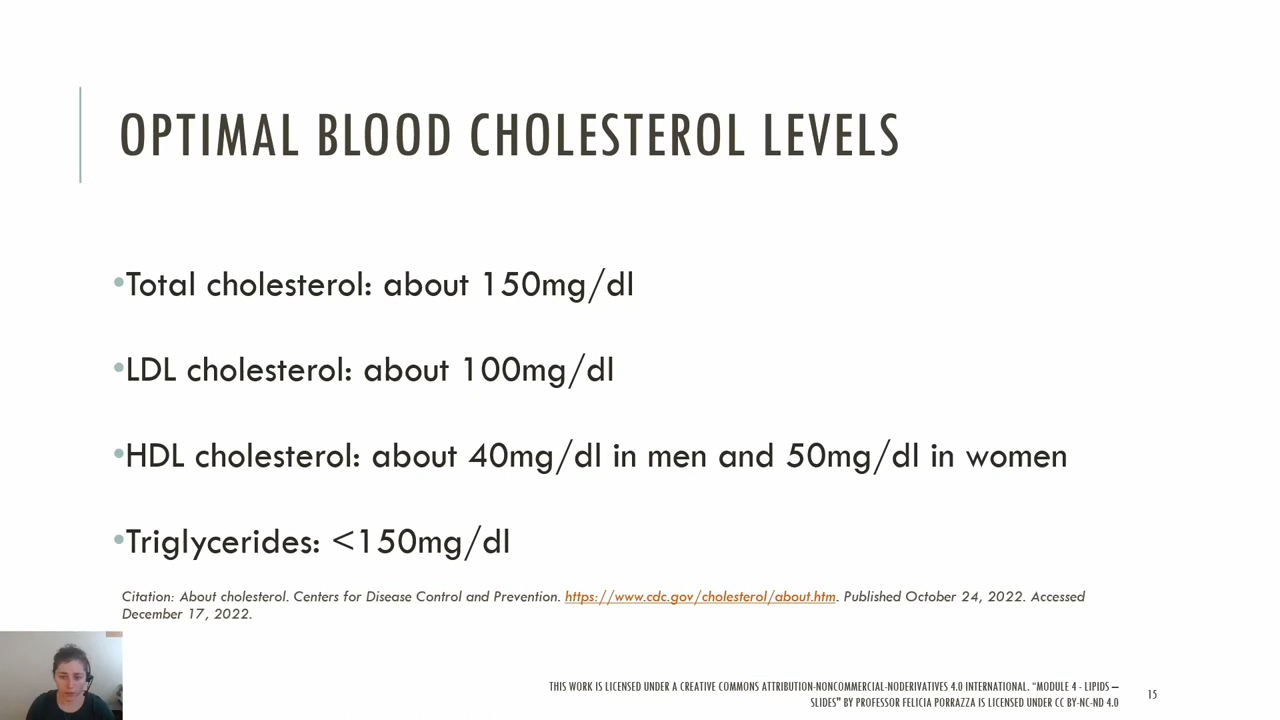 OPTIMAL BLOOD CHOLESTEROL LEVELS
•Total cholesterol: about 150mg/dl
•LDL cholesterol: about 100mg/dl
•HDL cholesterol: about 40mg/dl in men and 50mg/dl in women
•Triglycerides: <150mg/dl
Citation: About cholesterol. Centers for Disease Control and Prevention. https://www.cdc.gov/cholesterol/about.htm. Published October 24, 2022. Accessed
December 17, 2022.
THIS WORK IS LICENSED UNDER A CREATIVE COMMONS ATTRIBUTION-NONCOMMERCIAL-NODERIVATIVES 4.0 INTERNATIONAL. "MODULE 4 - LIPIDS –
SLIDES" BY PROFESSOR FELICIA PORRAZZA IS LICENSED UNDER CC BY-NC-ND 4.0
15